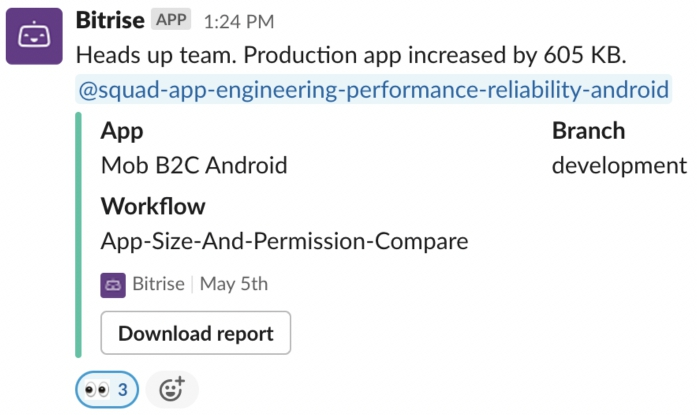 Bitrise APP 1:24 PM
Heads up team. Production app increased by 605 KB.
@squad-app-engineering-performance-reliability-android
App Branch
Mob B2C Android development
Workflow
App-Size-And-Permission-Compare
Bitrise | May 5th
Download report
3